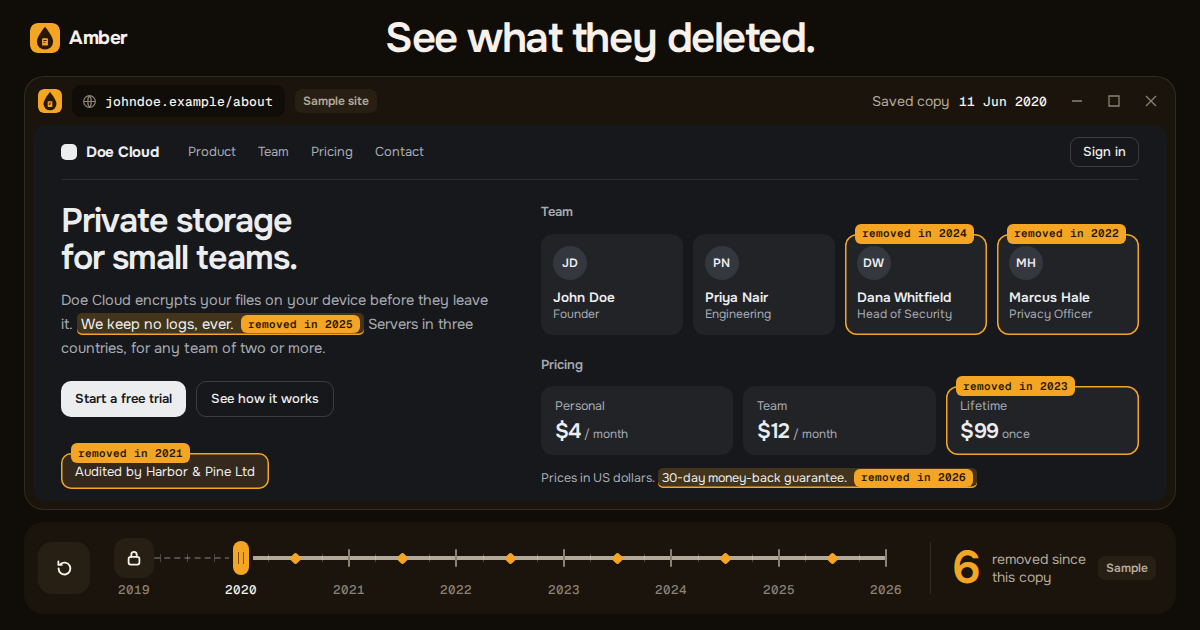 Amber
See what they deleted.
johndoe.example/about
Sample site
Saved copy 11 Jun 2020
Doe Cloud
Product
Team
Pricing
Contact
Sign in
Private storage
for small teams.
Doe Cloud encrypts your files on your device before they leave
it. We keep no logs, ever. removed in 2025 Servers in three
countries, for any team of two or more.
Start a free trial
See how it works
removed in 2021
Audited by Harbor & Pine Ltd
Team
JD
John Doe
Founder
PN
Priya Nair
Engineering
removed in 2024
DW
Dana Whitfield
Head of Security
removed in 2022
MH
Marcus Hale
Privacy Officer
Pricing
Personal
$4 / month
Team
$12 / month
removed in 2023
Lifetime
$99 once
Prices in US dollars. 30-day money-back guarantee. removed in 2026
2019
2020
2021
2022
2023
2024
2025
2026
6
removed since
this copy
Sample